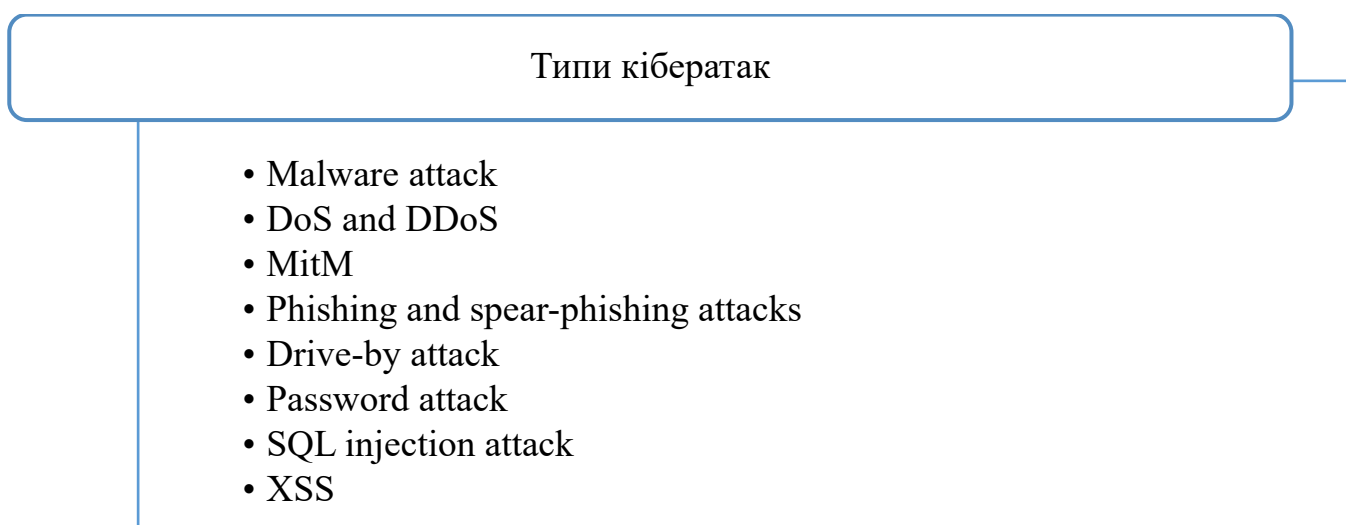 Типи кібератак
• Malware attack
• DoS and DDoS
• MitM
• Phishing and spear-phishing attacks
• Drive-by attack
• Password attack
• SQL injection attack
• XSS